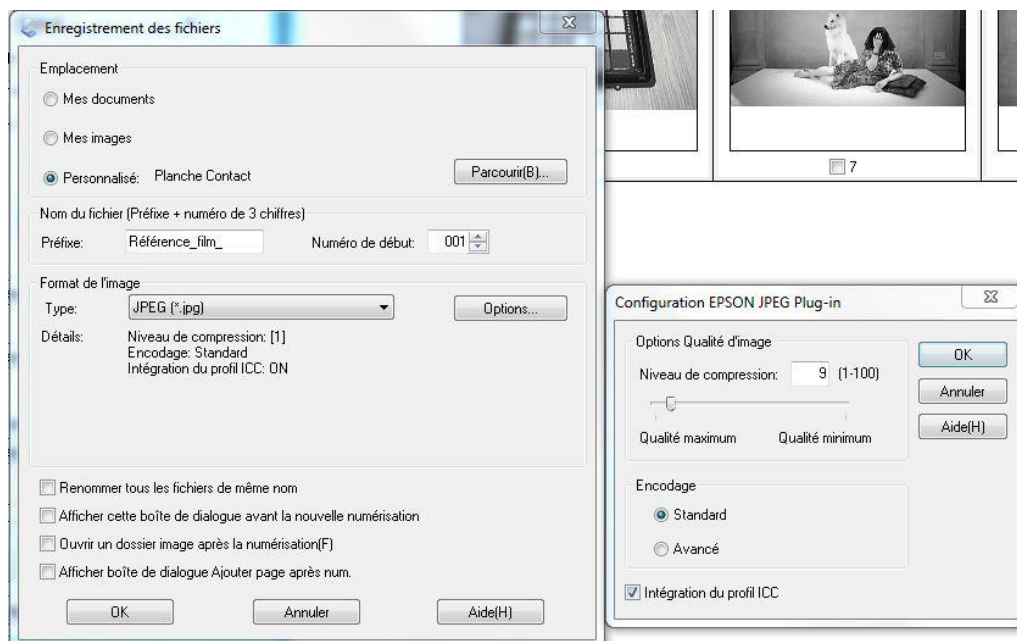 Enregistrement des fichiers
Emplacement
Mes documents
Mes images
Personnalisé: Planche Contact Parcourir(B)...
Nom du fichier (Préfixe + numéro de 3 chiffres)
Préfixe: Référence_film_ Numéro de début: 001
Format de l'image
Type: JPEG (*.jpg) Options...
Détails: Niveau de compression: [1]
Encodage: Standard
Intégration du profil ICC: ON
Renommer tous les fichiers de même nom
Afficher cette boîte de dialogue avant la nouvelle numérisation
Ouvrir un dossier image après la numérisation(F)
Afficher boîte de dialogue Ajouter page après num.
OK Annuler Aide(H)
7
Configuration EPSON JPEG Plug-in
Options Qualité d'image
Niveau de compression: 9 (1-100)
Qualité maximum Qualité minimum
OK
Annuler
Aide(H)
Encodage
Standard
Avancé
Intégration du profil ICC